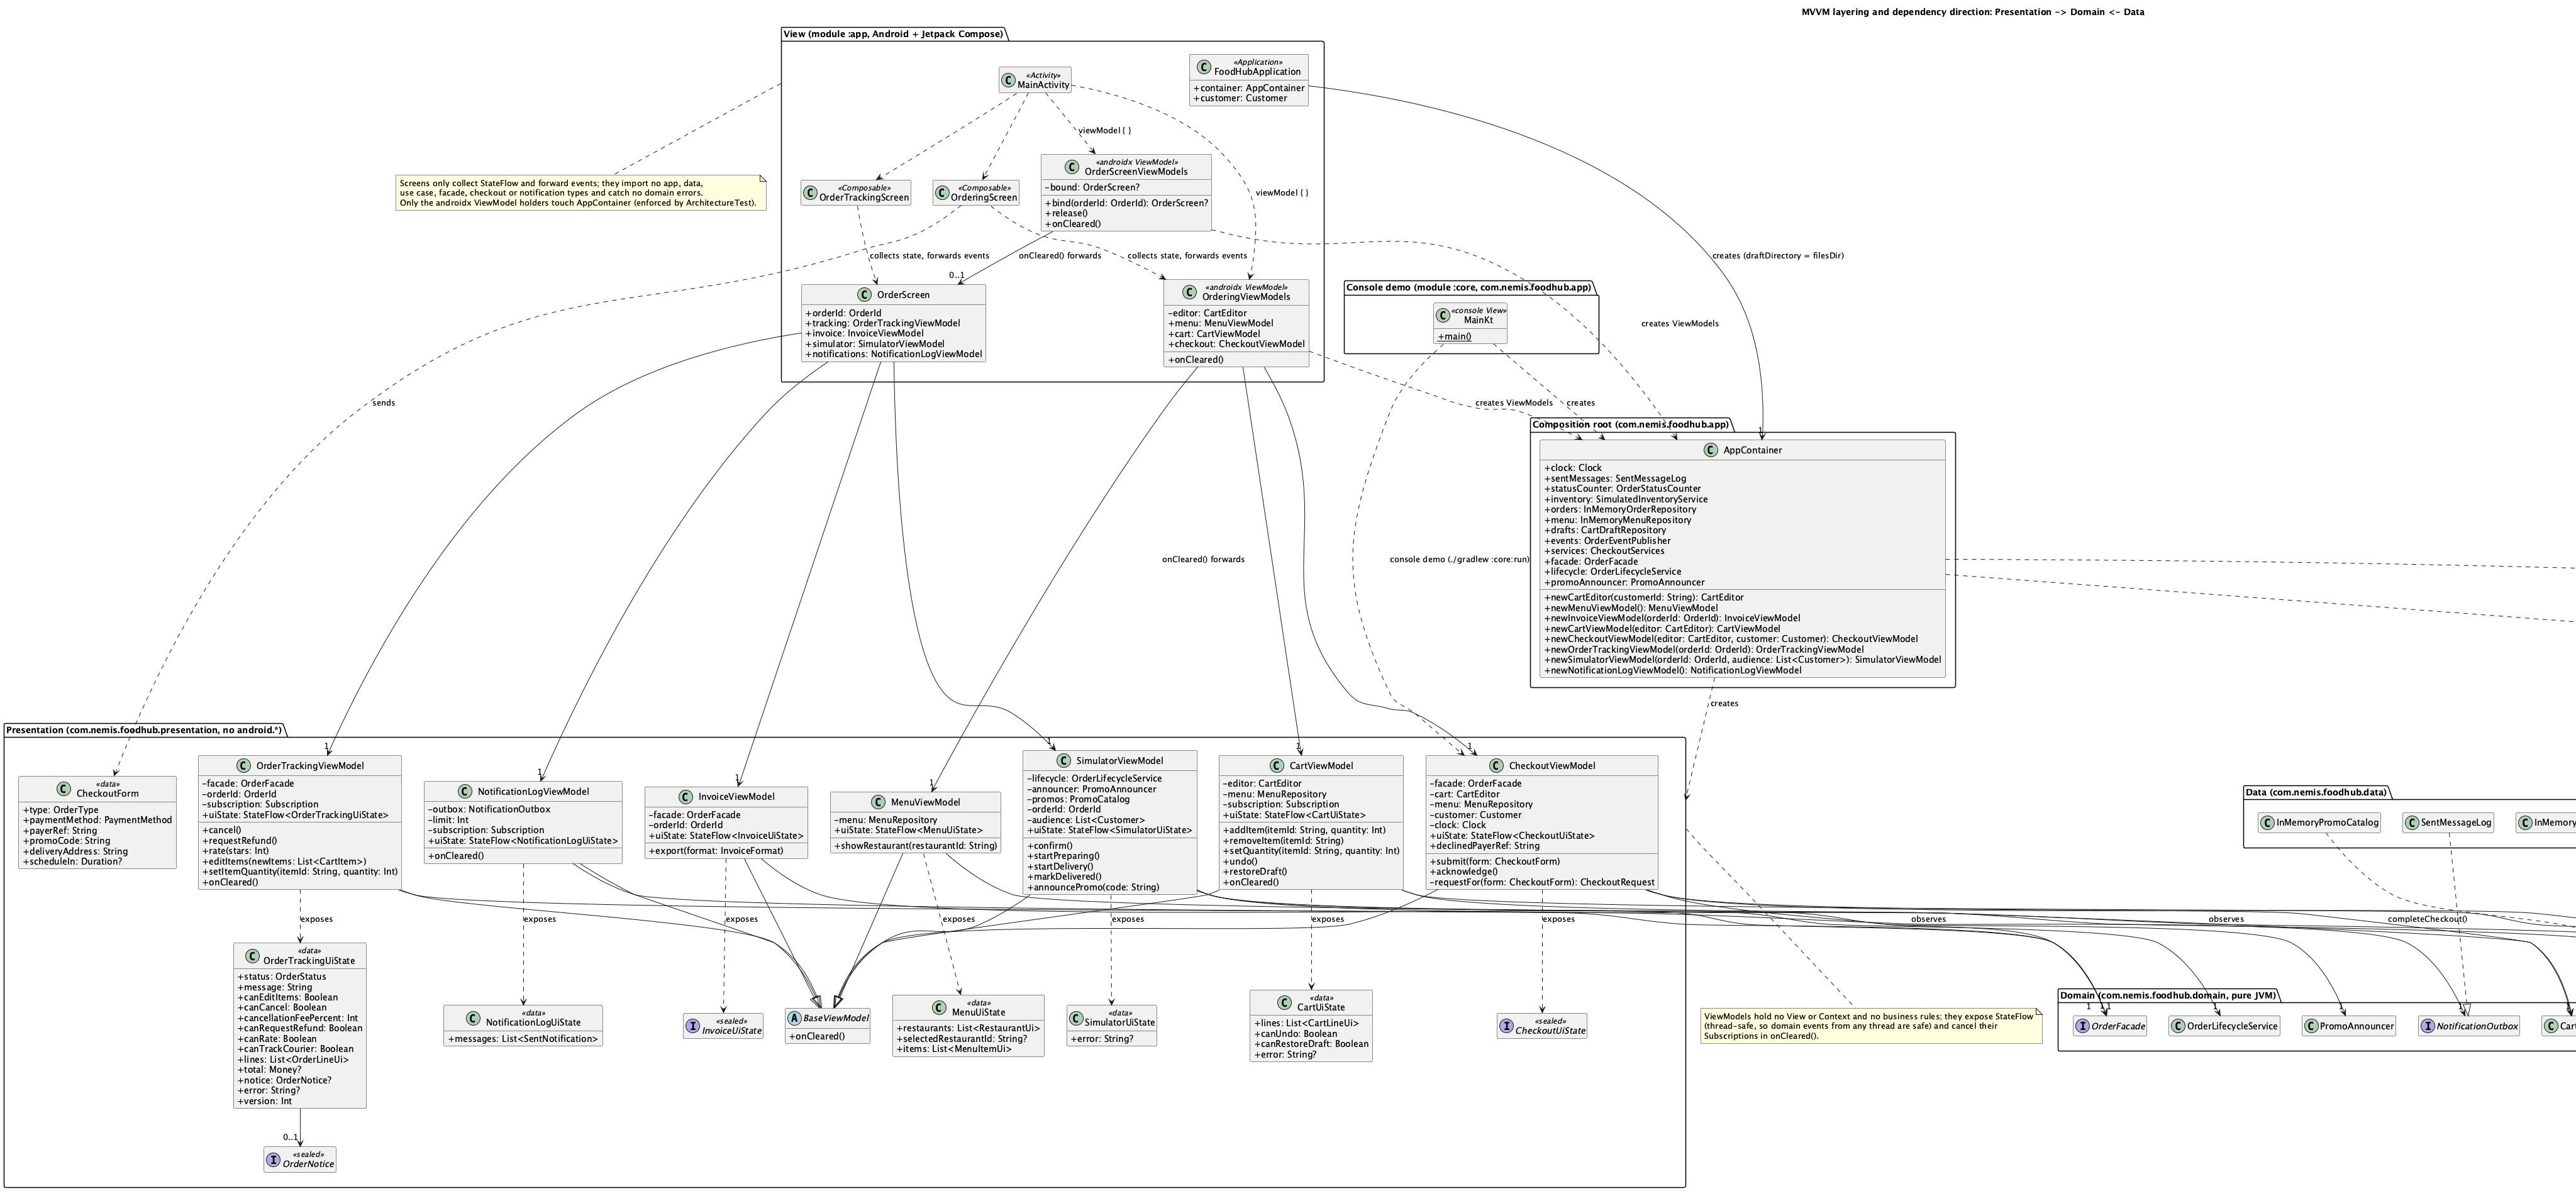 MVVM layering and dependency direction: Presentation -> Domain <- Data
View (module :app, Android + Jetpack Compose)
«Application»
FoodHubApplication
+container: AppContainer
+customer: Customer
«Activity»
MainActivity
viewModel { }
viewModel { }
Screens only collect StateFlow and forward events; they import no app, data,
use case, facade, checkout or notification types and catch no domain errors.
Only the androidx ViewModel holders touch AppContainer (enforced by ArchitectureTest).
«Composable»
OrderTrackingScreen
«Composable»
OrderingScreen
«androidx ViewModel»
OrderScreenViewModels
-bound: OrderScreen?
+bind(orderId: OrderId): OrderScreen?
+release()
+onCleared()
collects state, forwards events
onCleared() forwards
collects state, forwards events
creates (draftDirectory = filesDir)
0..1
OrderScreen
+orderId: OrderId
+tracking: OrderTrackingViewModel
+invoice: InvoiceViewModel
+simulator: SimulatorViewModel
+notifications: NotificationLogViewModel
«androidx ViewModel»
OrderingViewModels
-editor: CartEditor
+menu: MenuViewModel
+cart: CartViewModel
+checkout: CheckoutViewModel
+onCleared()
Console demo (module :core, com.nemis.foodhub.app)
«console View»
MainKt
+main()
creates ViewModels
sends
creates ViewModels
creates
Composition root (com.nemis.foodhub.app)
1
AppContainer
+clock: Clock
+sentMessages: SentMessageLog
+statusCounter: OrderStatusCounter
+inventory: SimulatedInventoryService
+orders: InMemoryOrderRepository
+menu: InMemoryMenuRepository
+drafts: CartDraftRepository
+events: OrderEventPublisher
+services: CheckoutServices
+facade: OrderFacade
+lifecycle: OrderLifecycleService
+promoAnnouncer: PromoAnnouncer
+newCartEditor(customerId: String): CartEditor
+newMenuViewModel(): MenuViewModel
+newInvoiceViewModel(orderId: OrderId): InvoiceViewModel
+newCartViewModel(editor: CartEditor): CartViewModel
+newCheckoutViewModel(editor: CartEditor, customer: Customer): CheckoutViewModel
+newOrderTrackingViewModel(orderId: OrderId): OrderTrackingViewModel
+newSimulatorViewModel(orderId: OrderId, audience: List<Customer>): SimulatorViewModel
+newNotificationLogViewModel(): NotificationLogViewModel
onCleared() forwards
console demo (./gradlew :core:run)
creates
Presentation (com.nemis.foodhub.presentation, no android.*)
«data»
CheckoutForm
+type: OrderType
+paymentMethod: PaymentMethod
+payerRef: String
+promoCode: String
+deliveryAddress: String
+scheduleIn: Duration?
1
OrderTrackingViewModel
-facade: OrderFacade
-orderId: OrderId
-subscription: Subscription
+uiState: StateFlow<OrderTrackingUiState>
+cancel()
+requestRefund()
+rate(stars: Int)
+editItems(newItems: List<CartItem>)
+setItemQuantity(itemId: String, quantity: Int)
+onCleared()
1
NotificationLogViewModel
-outbox: NotificationOutbox
-limit: Int
-subscription: Subscription
+uiState: StateFlow<NotificationLogUiState>
+onCleared()
1
InvoiceViewModel
-facade: OrderFacade
-orderId: OrderId
+uiState: StateFlow<InvoiceUiState>
+export(format: InvoiceFormat)
1
MenuViewModel
-menu: MenuRepository
+uiState: StateFlow<MenuUiState>
+showRestaurant(restaurantId: String)
1
SimulatorViewModel
-lifecycle: OrderLifecycleService
-announcer: PromoAnnouncer
-promos: PromoCatalog
-orderId: OrderId
-audience: List<Customer>
+uiState: StateFlow<SimulatorUiState>
+confirm()
+startPreparing()
+startDelivery()
+markDelivered()
+announcePromo(code: String)
1
CartViewModel
-editor: CartEditor
-menu: MenuRepository
-subscription: Subscription
+uiState: StateFlow<CartUiState>
+addItem(itemId: String, quantity: Int)
+removeItem(itemId: String)
+setQuantity(itemId: String, quantity: Int)
+undo()
+restoreDraft()
+onCleared()
1
CheckoutViewModel
-facade: OrderFacade
-cart: CartEditor
-menu: MenuRepository
-customer: Customer
-clock: Clock
+uiState: StateFlow<CheckoutUiState>
+declinedPayerRef: String
+submit(form: CheckoutForm)
+acknowledge()
-requestFor(form: CheckoutForm): CheckoutRequest
Data (com.nemis.foodhub.data)
InMemoryPromoCatalog
SentMessageLog
InMemory
exposes
exposes
exposes
exposes
exposes
exposes
exposes
observes
observes
completeCheckout()
«data»
OrderTrackingUiState
+status: OrderStatus
+message: String
+canEditItems: Boolean
+canCancel: Boolean
+cancellationFeePercent: Int
+canRequestRefund: Boolean
+canRate: Boolean
+canTrackCourier: Boolean
+lines: List<OrderLineUi>
+total: Money?
+notice: OrderNotice?
+error: String?
+version: Int
«data»
NotificationLogUiState
+messages: List<SentNotification>
«sealed»
InvoiceUiState
BaseViewModel
+onCleared()
«data»
MenuUiState
+restaurants: List<RestaurantUi>
+selectedRestaurantId: String?
+items: List<MenuItemUi>
«data»
SimulatorUiState
+error: String?
«data»
CartUiState
+lines: List<CartLineUi>
+canUndo: Boolean
+canRestoreDraft: Boolean
+error: String?
«sealed»
CheckoutUiState
ViewModels hold no View or Context and no business rules; they expose StateFlow
(thread-safe, so domain events from any thread are safe) and cancel their
Subscriptions in onCleared().
Domain (com.nemis.foodhub.domain, pure JVM)
1
1
1
1
1
OrderFacade
OrderLifecycleService
PromoAnnouncer
NotificationOutbox
Cart
0..1
«sealed»
OrderNotice